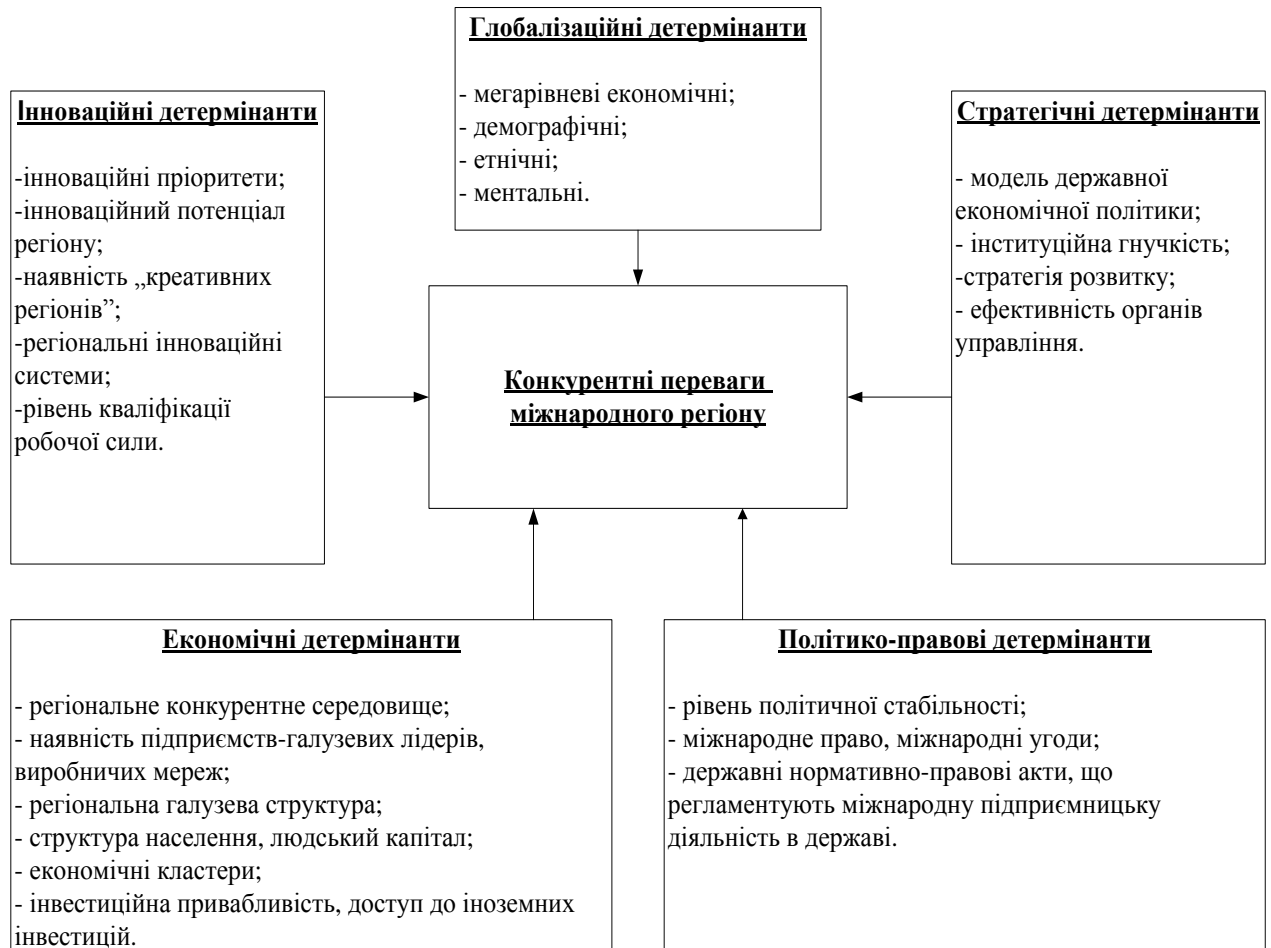 Глобалізаційні детермінанти
- мегарівневі економічні;
- демографічні;
- етнічні;
- ментальні.
Інноваційні детермінанти
-інноваційні пріоритети;
-інноваційний потенціал
регіону;
-наявність „креативних
регіонів”;
-регіональні інноваційні
системи;
-рівень кваліфікації
робочої сили.
Стратегічні детермінанти
- модель державної
економічної політики;
- інституційна гнучкість;
-стратегія розвитку;
- ефективність органів
управління.
Конкурентні переваги
міжнародного регіону
Економічні детермінанти
- регіональне конкурентне середовище;
- наявність підприємств-галузевих лідерів,
виробничих мереж;
- регіональна галузева структура;
- структура населення, людський капітал;
- економічні кластери;
- інвестиційна привабливість, доступ до іноземних
інвестицій.
Політико-правові детермінанти
- рівень політичної стабільності;
- міжнародне право, міжнародні угоди;
- державні нормативно-правові акти, що
регламентують міжнародну підприємницьку
діяльність в державі.